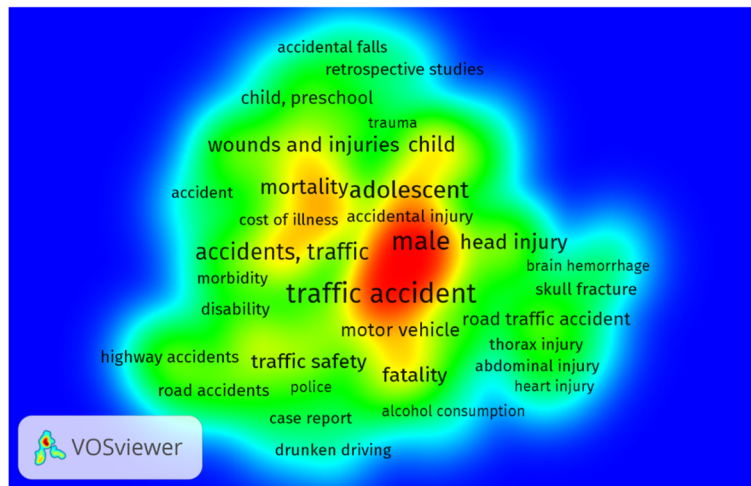 accidental falls
retrospective studies
child, preschool
trauma
wounds and injuries child
mortality adolescent
accident
cost of illness accidental injury
male head injury
accidents, traffic
brain hemorrhage
morbidity
skull fracture
traffic accident
disability
road traffic accident
motor vehicle
thorax injury
highway accidents traffic safety
abdominal injury
fatality
heart injury
road accidents police
case report alcohol consumption
drunken driving
VOSviewer